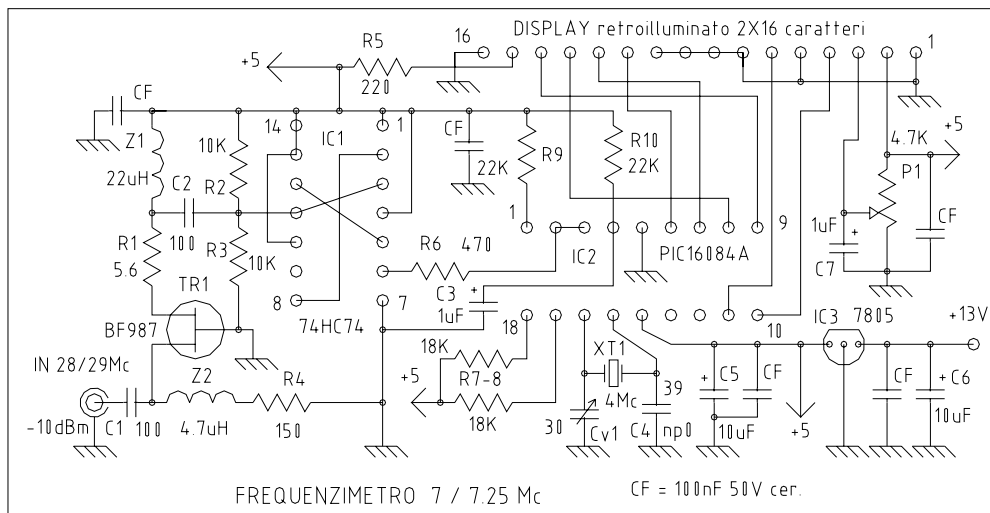 DISPLAY retroilluminato 2X16 caratteri
16
1
+5
R5
220
CF
14
IC1
1
CF
22K
R9
R10
22K
4.7K
+5
P1
Z1
22uH
10K
R2
C2
100
R1
5.6
R3
10K
R6
470
1
IC2
9
PIC16084A
1uF
+
C7
CF
TR1
BF987
8
7
74HC74
C3
+
1uF
18
10
IC3
7805
+13V
IN 28/29Mc
-10dBm
C1
100
Z2
4.7uH
R4
150
+5
18K
R7-8
18K
XT1
4Mc
30
Cv1
39
C4
np0
+
C5
10uF
CF
+5
CF
+
C6
10uF
FREQUENZIMETRO 7 / 7.25 Mc
CF = 100nF 50V cer.